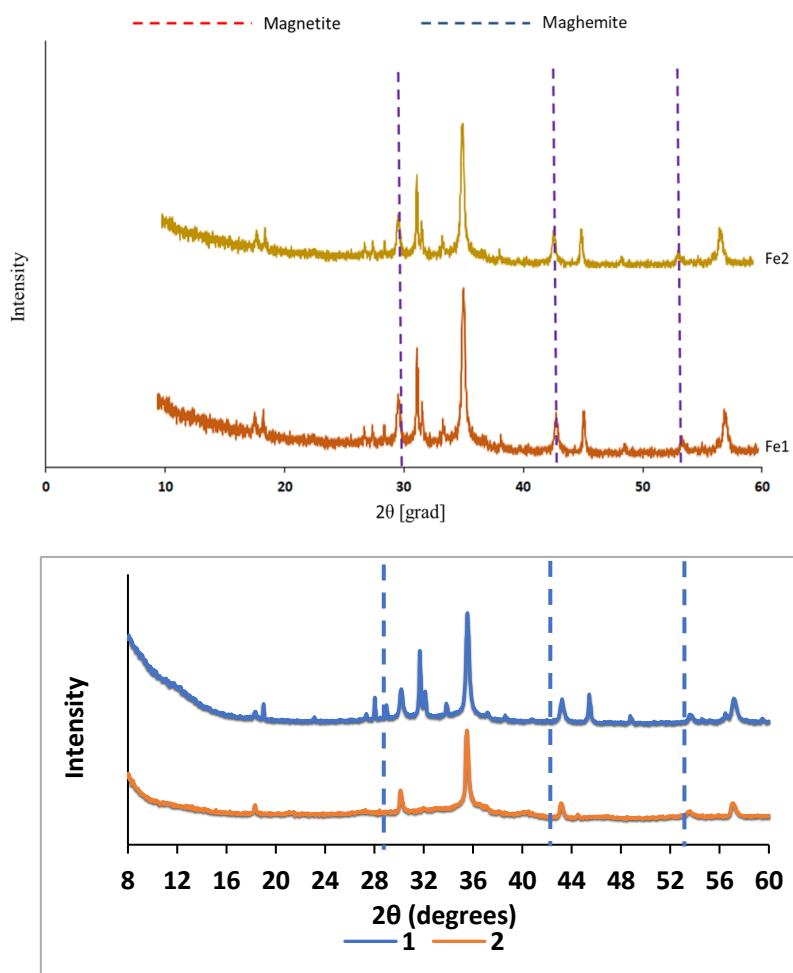 Magnetite Maghemite
Intensity
Fe2
Fe1
0 10 20 30 40 50 60
2θ [grad]
Intensity
8 12 16 20 24 28 32 36 40 44 48 52 56 60
2θ (degrees)
1 2